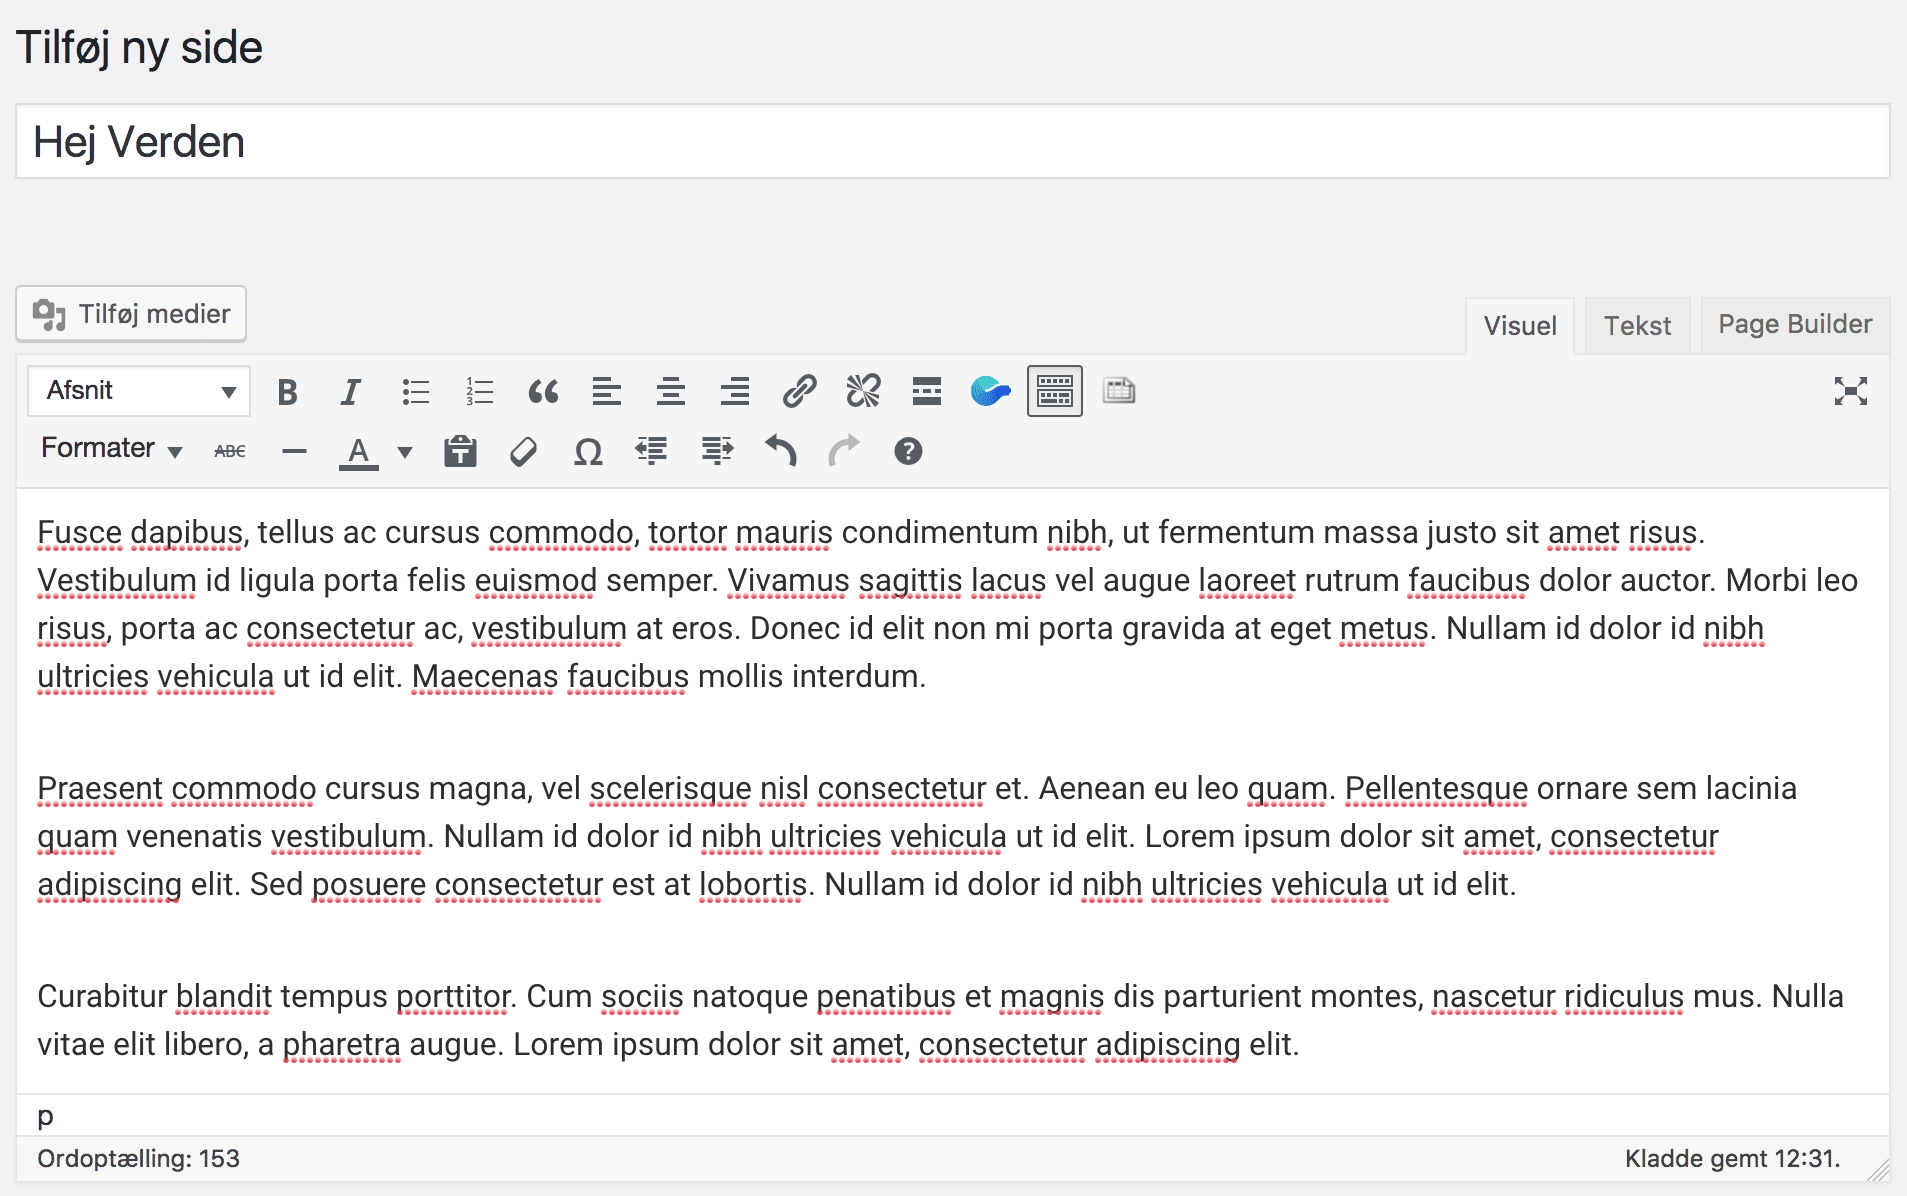 Tilføj ny side
Hej Verden
Tilføj medier
Visuel Tekst Page Builder
Afsnit B I
Formater ABC A Ω
Fusce dapibus, tellus ac cursus commodo, tortor mauris condimentum nibh, ut fermentum massa justo sit amet risus.
Vestibulum id ligula porta felis euismod semper. Vivamus sagittis lacus vel augue laoreet rutrum faucibus dolor auctor. Morbi leo
risus, porta ac consectetur ac, vestibulum at eros. Donec id elit non mi porta gravida at eget metus. Nullam id dolor id nibh
ultricies vehicula ut id elit. Maecenas faucibus mollis interdum.
Praesent commodo cursus magna, vel scelerisque nisl consectetur et. Aenean eu leo quam. Pellentesque ornare sem lacinia
quam venenatis vestibulum. Nullam id dolor id nibh ultricies vehicula ut id elit. Lorem ipsum dolor sit amet, consectetur
adipiscing elit. Sed posuere consectetur est at lobortis. Nullam id dolor id nibh ultricies vehicula ut id elit.
Curabitur blandit tempus porttitor. Cum sociis natoque penatibus et magnis dis parturient montes, nascetur ridiculus mus. Nulla
vitae elit libero, a pharetra augue. Lorem ipsum dolor sit amet, consectetur adipiscing elit.
p
Ordoptælling: 153 Kladde gemt 12:31.